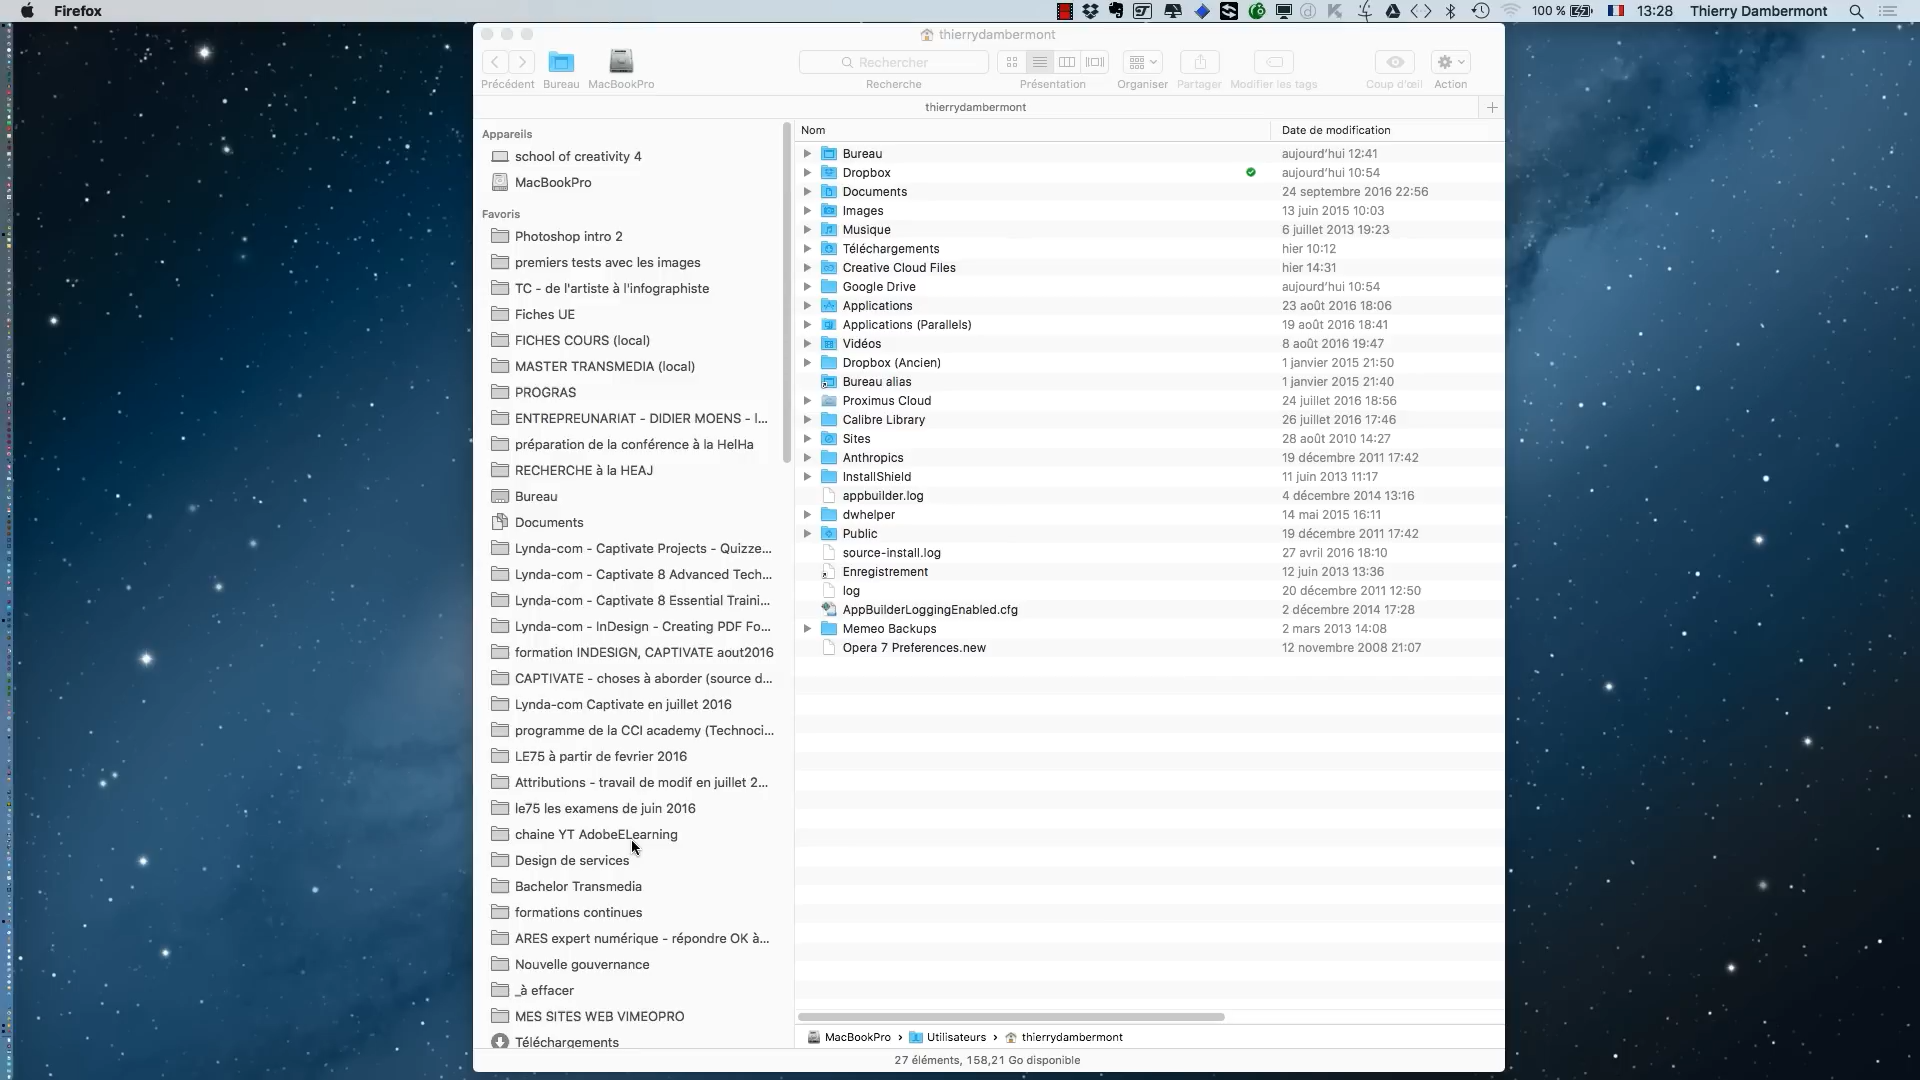 Firefox
100 %
13:28
Thierry Dambermont
thierrydambermont
Rechercher
Précédent
Bureau
MacBookPro
Recherche
Présentation
Organiser
Partager
Modifier les tags
Coup d'œil
Action
thierrydambermont
Appareils
school of creativity 4
MacBookPro
Favoris
Photoshop intro 2
premiers tests avec les images
TC - de l'artiste à l'infographiste
Fiches UE
FICHES COURS (local)
MASTER TRANSMEDIA (local)
PROGRAS
ENTREPREUNARIAT - DIDIER MOENS - I...
préparation de la conférence à la HelHa
RECHERCHE à la HEAJ
Bureau
Documents
Lynda-com - Captivate Projects - Quizze...
Lynda-com - Captivate 8 Advanced Tech...
Lynda-com - Captivate 8 Essential Traini...
Lynda-com - InDesign - Creating PDF Fo...
formation INDESIGN, CAPTIVATE aout2016
CAPTIVATE - choses à aborder (source d...
Lynda-com Captivate en juillet 2016
programme de la CCI academy (Technoci...
LE75 à partir de fevrier 2016
Attributions - travail de modif en juillet 2...
le75 les examens de juin 2016
chaine YT AdobeELearning
Design de services
Bachelor Transmedia
formations continues
ARES expert numérique - répondre OK à...
Nouvelle gouvernance
_à effacer
MES SITES WEB VIMEOPRO
Téléchargements
Nom Date de modification
Bureau aujourd'hui 12:41
Dropbox aujourd'hui 10:54
Documents 24 septembre 2016 22:56
Images 13 juin 2015 10:03
Musique 6 juillet 2013 19:23
Téléchargements hier 10:12
Creative Cloud Files hier 14:31
Google Drive aujourd'hui 10:54
Applications 23 août 2016 18:06
Applications (Parallels) 19 août 2016 18:41
Vidéos 8 août 2016 19:47
Dropbox (Ancien) 1 janvier 2015 21:50
Bureau alias 1 janvier 2015 21:40
Proximus Cloud 24 juillet 2016 18:56
Calibre Library 26 juillet 2016 17:46
Sites 28 août 2010 14:27
Anthropics 19 décembre 2011 17:42
InstallShield 11 juin 2013 11:17
appbuilder.log 4 décembre 2014 13:16
dwhelper 14 mai 2015 16:11
Public 19 décembre 2011 17:42
source-install.log 27 avril 2016 18:10
Enregistrement 12 juin 2013 13:36
log 20 décembre 2011 12:50
AppBuilderLoggingEnabled.cfg 2 décembre 2014 17:28
Memeo Backups 2 mars 2013 14:08
Opera 7 Preferences.new 12 novembre 2008 21:07
MacBookPro › Utilisateurs › thierrydambermont
27 éléments, 158,21 Go disponible